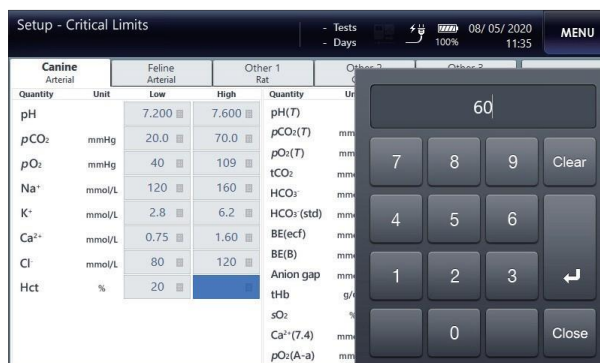 Setup - Critical Limits
- Tests
- Days
100%
08/ 05/ 2020
11:35
MENU
Canine
Arterial
Feline
Arterial
Other 1
Rat
Quantity Unit Low High Quantity
pH 7.200 7.600 pH(T)
pCO₂ mmHg 20.0 70.0 pCO₂(T)
pO₂ mmHg 40 109 pO₂(T)
Na⁺ mmol/L 120 160 tCO₂
K⁺ mmol/L 2.8 6.2 HCO₃⁻
Ca²⁺ mmol/L 0.75 1.60 HCO₃⁻(std)
Cl⁻ mmol/L 80 120 BE(ecf)
Hct % 20 BE(B)
Anion gap
tHb
sO₂ %
Ca²⁺(7.4)
pO₂(A-a)
60
7 8 9 Clear
4 5 6
1 2 3
0 Close